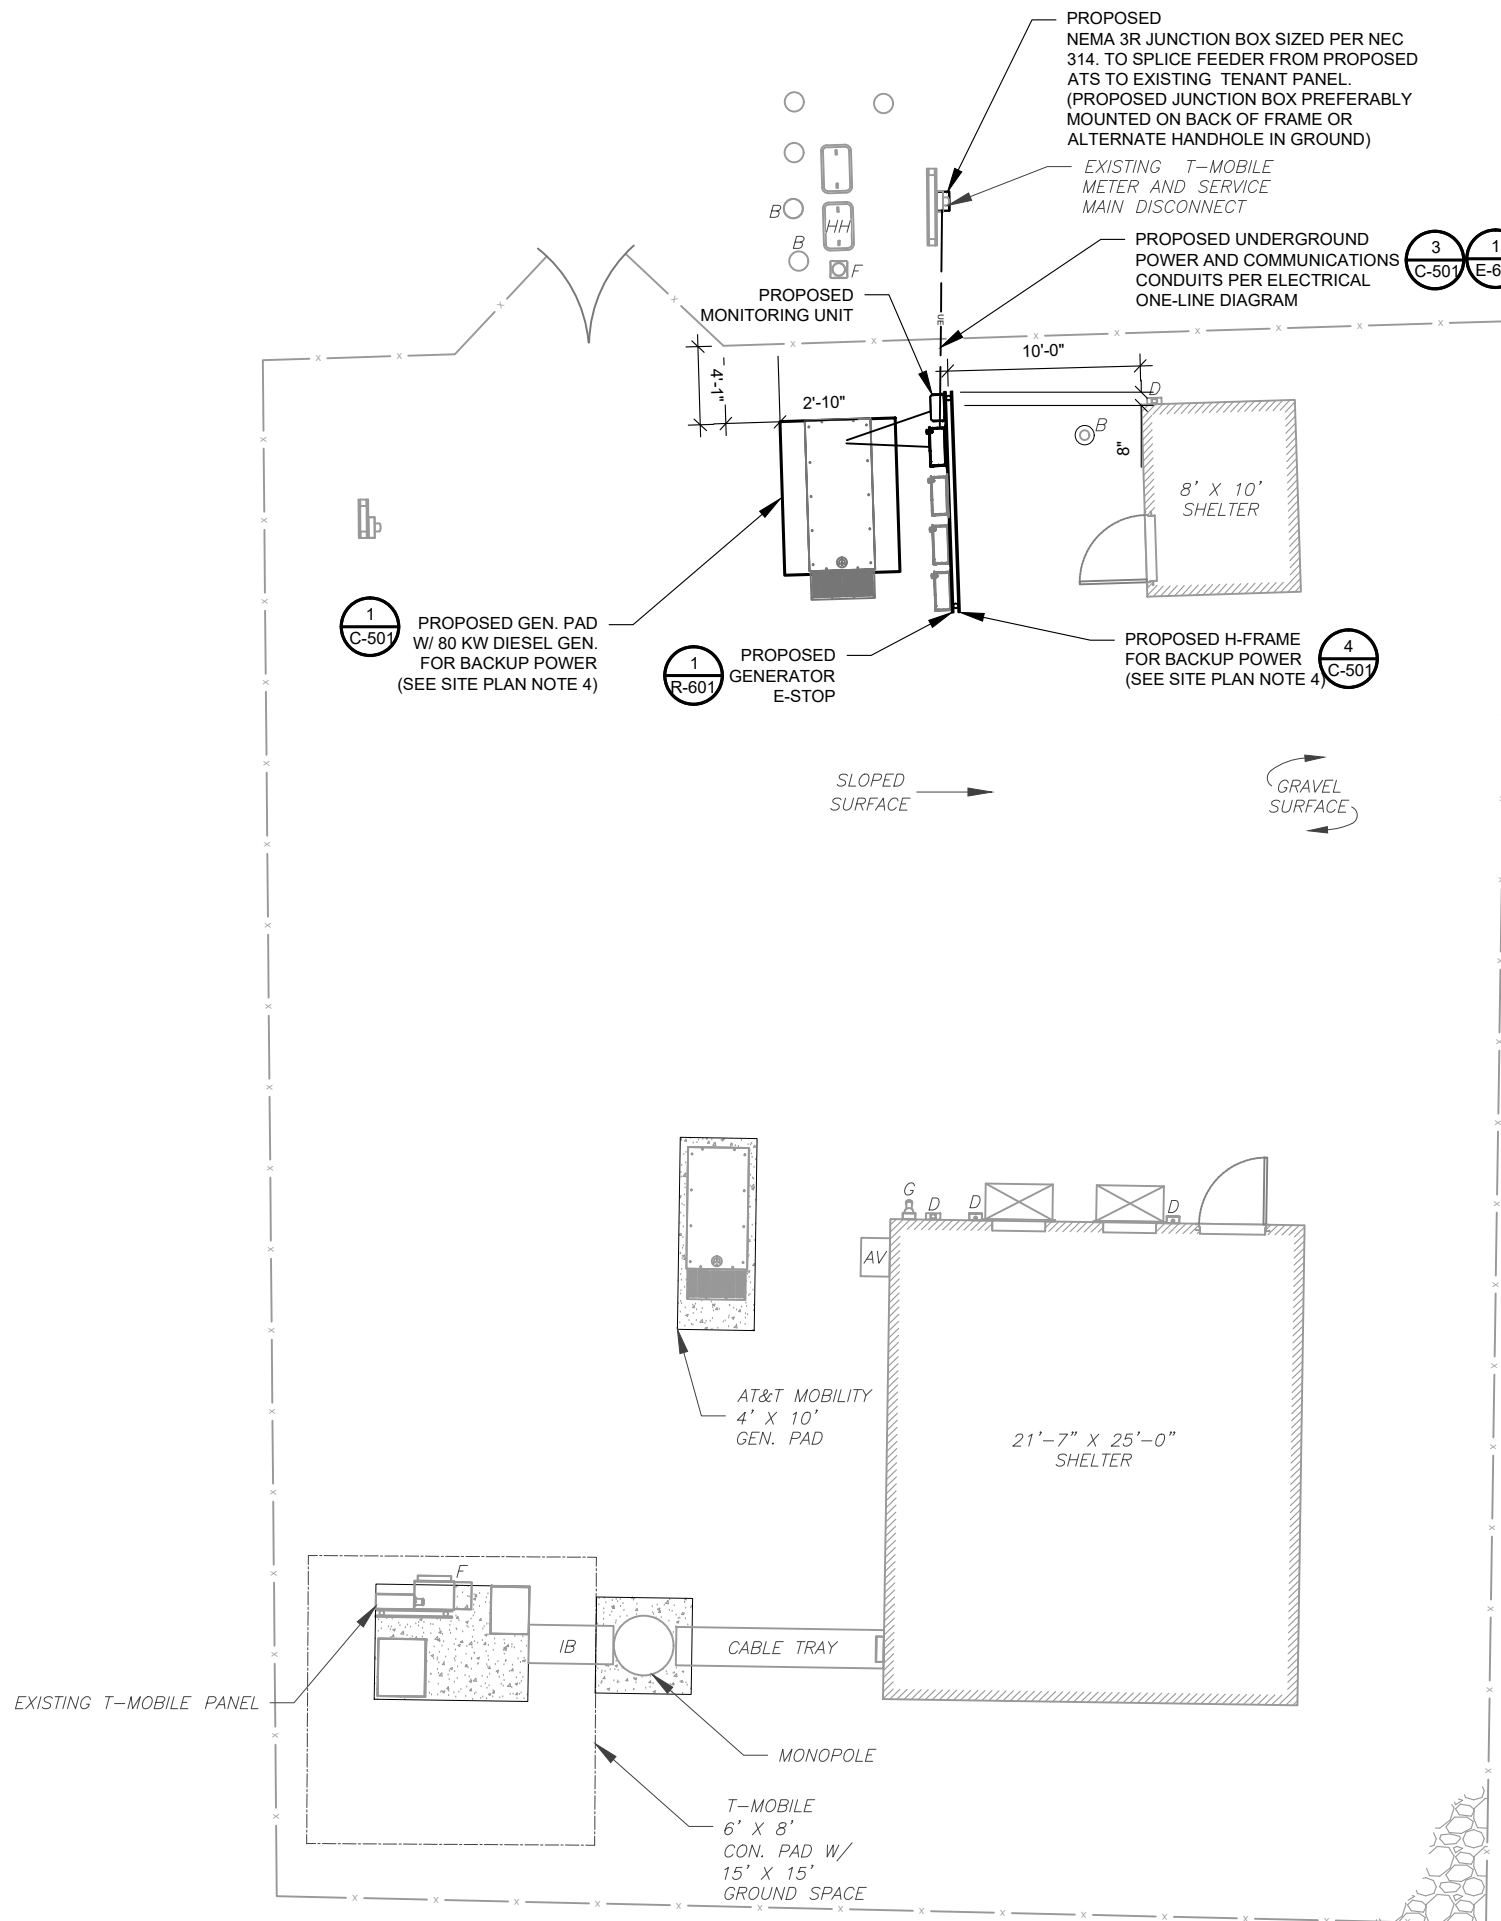 PROPOSED
NEMA 3R JUNCTION BOX SIZED PER NEC
314. TO SPLICE FEEDER FROM PROPOSED
ATS TO EXISTING TENANT PANEL.
(PROPOSED JUNCTION BOX PREFERABLY
MOUNTED ON BACK OF FRAME OR
ALTERNATE HANDHOLE IN GROUND)
EXISTING T-MOBILE
METER AND SERVICE
MAIN DISCONNECT
B
HH
B
F
PROPOSED UNDERGROUND
POWER AND COMMUNICATIONS
CONDUITS PER ELECTRICAL
ONE-LINE DIAGRAM
3
C-501
1
E-6
PROPOSED
MONITORING UNIT
UE
10'-0"
4'-1"
2'-10"
D
B
8"
8' X 10'
SHELTER
1
C-501
PROPOSED GEN. PAD
W/ 80 KW DIESEL GEN.
FOR BACKUP POWER
(SEE SITE PLAN NOTE 4)
1
R-601
PROPOSED
GENERATOR
E-STOP
PROPOSED H-FRAME
FOR BACKUP POWER
(SEE SITE PLAN NOTE 4)
4
C-501
SLOPED
SURFACE
GRAVEL
SURFACE
G
D
D
D
AV
AT&T MOBILITY
4' X 10'
GEN. PAD
21'-7" X 25'-0"
SHELTER
F
IB
CABLE TRAY
EXISTING T-MOBILE PANEL
MONOPOLE
T-MOBILE
6' X 8'
CON. PAD W/
15' X 15'
GROUND SPACE